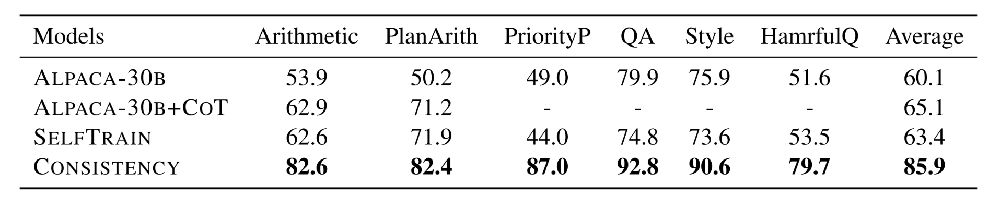 Models Arithmetic PlanArith PriorityP QA Style HamrfulQ Average
ALPACA-30B 53.9 50.2 49.0 79.9 75.9 51.6 60.1
ALPACA-30B+COT 62.9 71.2 - - - - 65.1
SELFTRAIN 62.6 71.9 44.0 74.8 73.6 53.5 63.4
CONSISTENCY 82.6 82.4 87.0 92.8 90.6 79.7 85.9